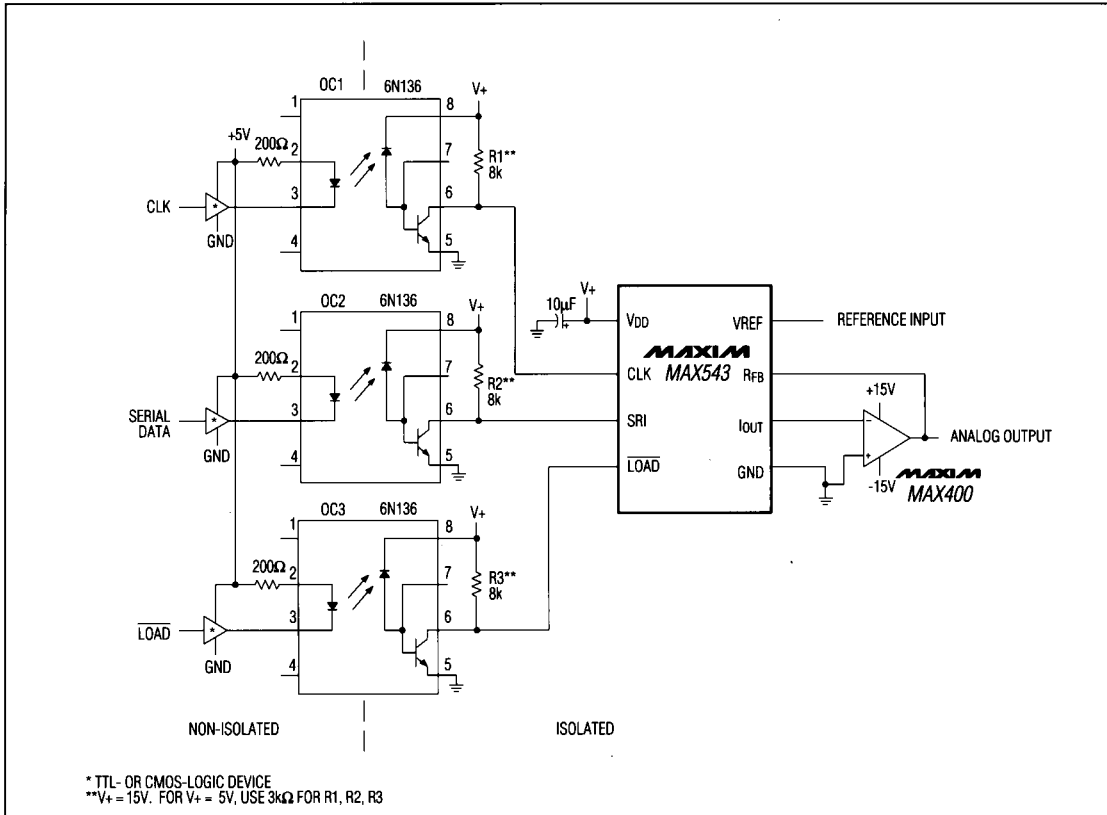 OC1 6N136
1
2
3
4
8
7
6
5
V+
+5V
200Ω
R1**
8k
CLK
*
GND
OC2 6N136
1
2
3
4
8
7
6
5
V+
200Ω
R2**
8k
SERIAL
DATA
*
GND
OC3 6N136
1
2
3
4
8
7
6
5
V+
200Ω
R3**
8k
LOAD
*
GND
10µF
+
V+
VDD
CLK
SRI
LOAD
MAXIM
MAX543
VREF
RFB
IOUT
GND
REFERENCE INPUT
+15V
−
+
-15V
ANALOG OUTPUT
MAXIM
MAX400
NON-ISOLATED
ISOLATED
* TTL- OR CMOS-LOGIC DEVICE
**V+ = 15V. FOR V+ = 5V, USE 3kΩ FOR R1, R2, R3